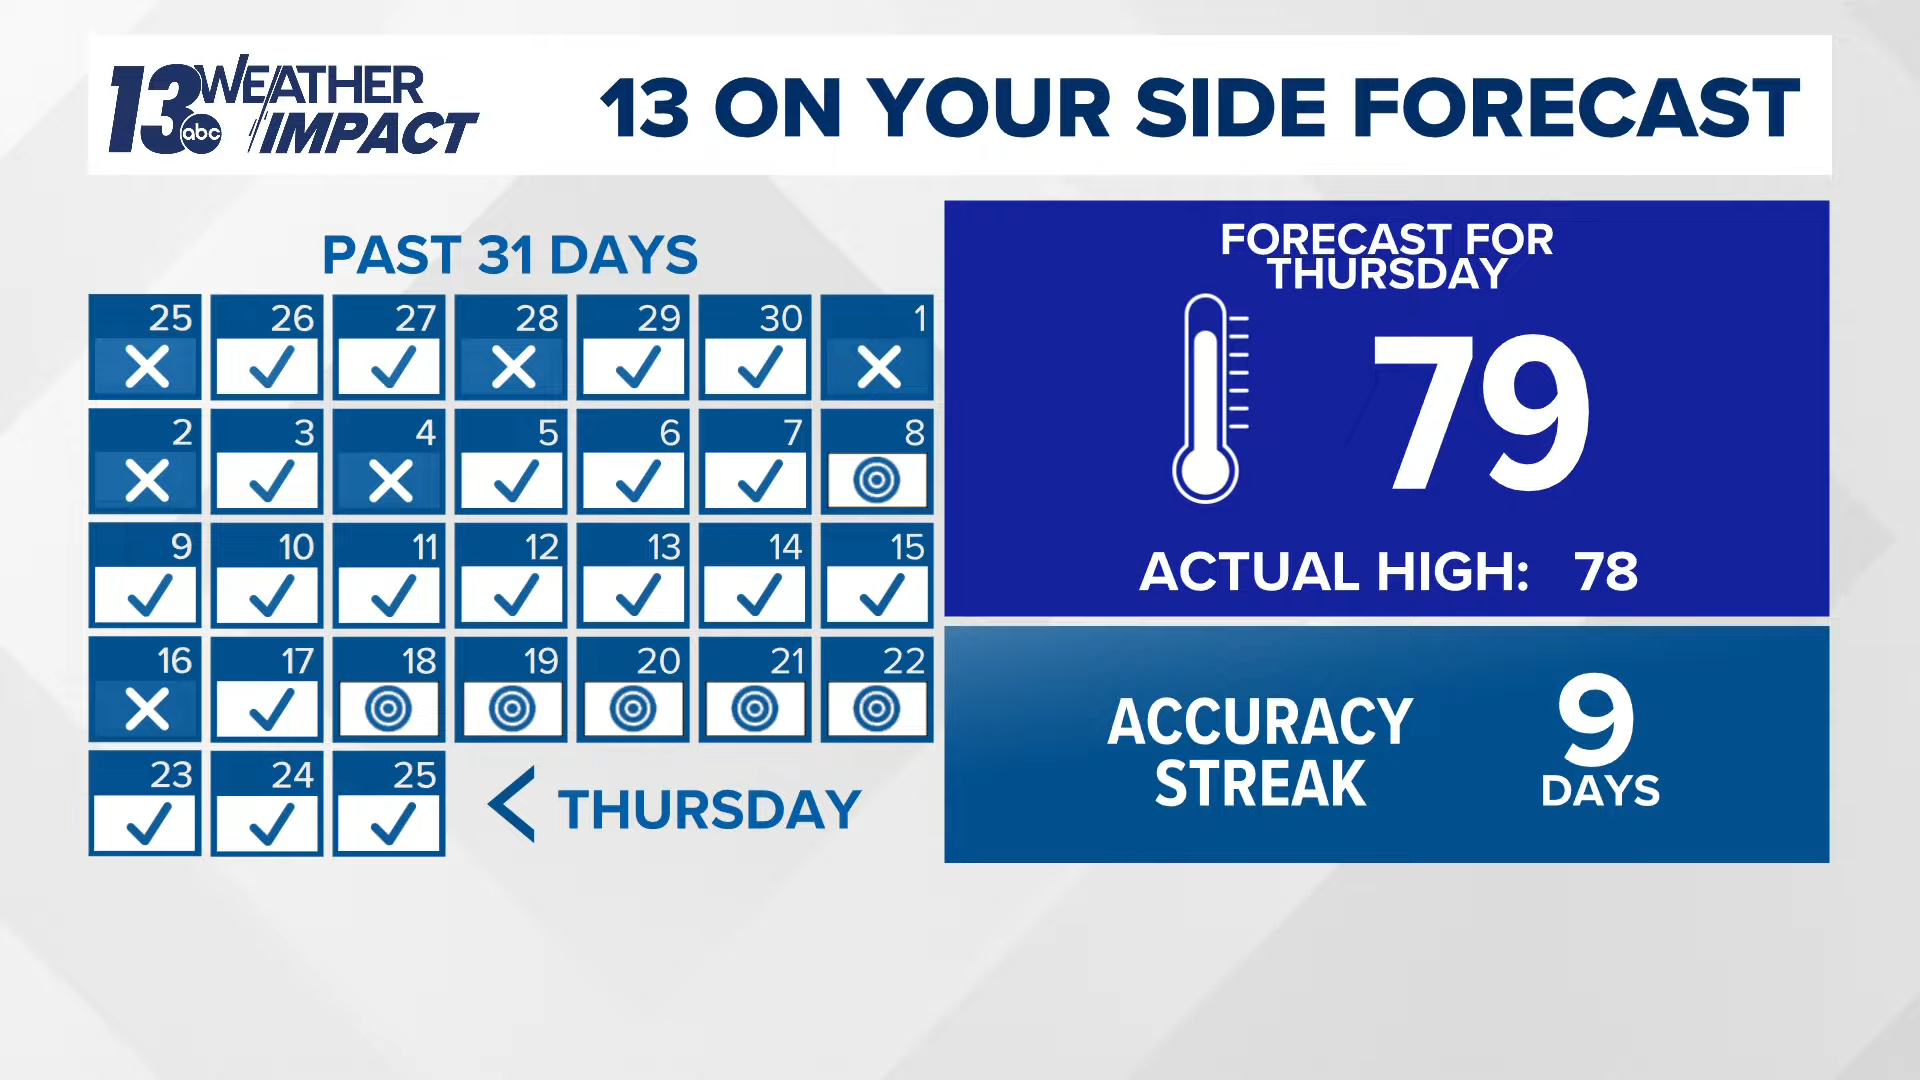 13 WEATHER
abc IMPACT
13 ON YOUR SIDE FORECAST
PAST 31 DAYS
25 26 27 28 29 30 1
2 3 4 5 6 7 8
9 10 11 12 13 14 15
16 17 18 19 20 21 22
23 24 25
THURSDAY
FORECAST FOR
THURSDAY
79
ACTUAL HIGH: 78
ACCURACY
STREAK
9
DAYS